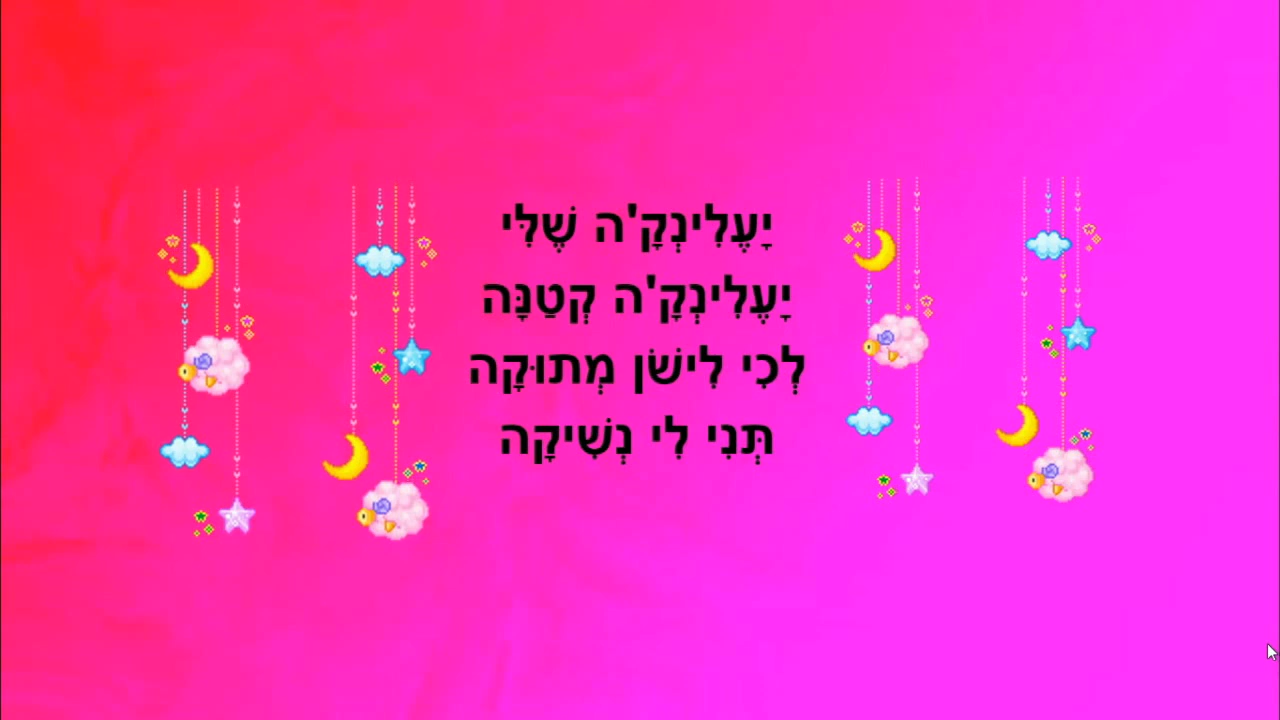 יָעֶלִינְקָ'ה שֶׁלִּי
יָעֶלִינְקָ'ה קְטַנָּה
לְכִי לִישֹׁן מְתוּקָה
תְּנִי לִי נְשִׁיקָה